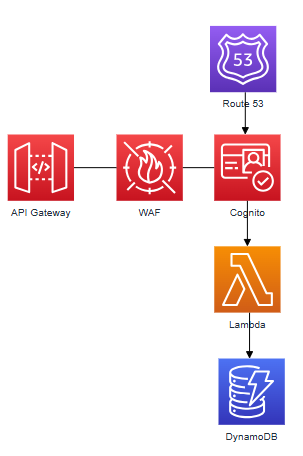 53
Route 53
API Gateway
WAF
Cognito
Lambda
DynamoDB